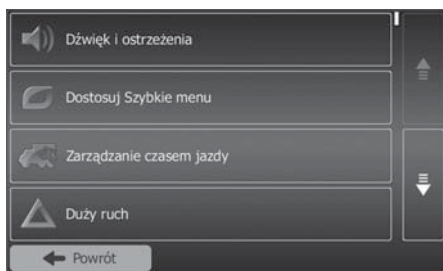 Dźwięk i ostrzeżenia
Dostosuj Szybkie menu
Zarządzanie czasem jazdy
Duży ruch
Powrót